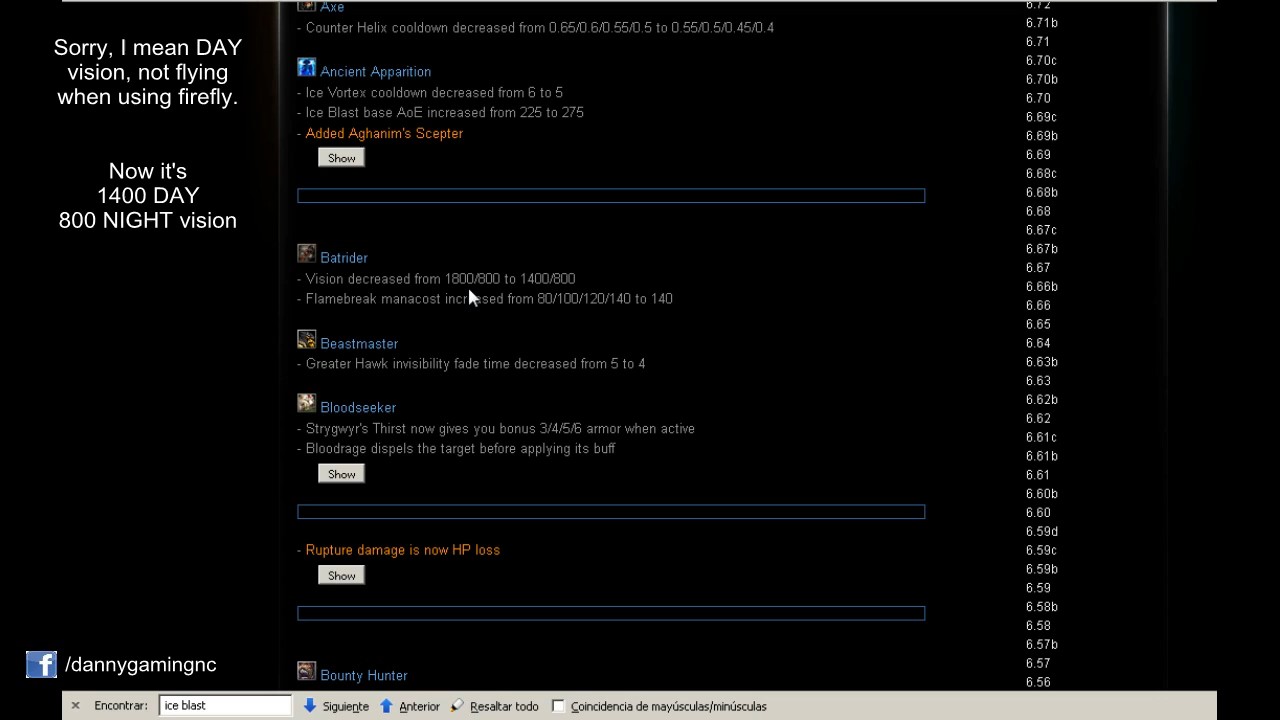 Sorry, I mean DAY
vision, not flying
when using firefly.
Now it's
1400 DAY
800 NIGHT vision
Axe
- Counter Helix cooldown decreased from 0.65/0.6/0.55/0.5 to 0.55/0.5/0.45/0.4
Ancient Apparition
- Ice Vortex cooldown decreased from 6 to 5
- Ice Blast base AoE increased from 225 to 275
- Added Aghanim's Scepter
Show
Batrider
- Vision decreased from 1800/800 to 1400/800
- Flamebreak manacost increased from 80/100/120/140 to 140
Beastmaster
- Greater Hawk invisibility fade time decreased from 5 to 4
Bloodseeker
- Strygwyr's Thirst now gives you bonus 3/4/5/6 armor when active
- Bloodrage dispels the target before applying its buff
Show
- Rupture damage is now HP loss
Show
Bounty Hunter
6.72
6.71b
6.71
6.70c
6.70b
6.70
6.69c
6.69b
6.69
6.68c
6.68b
6.68
6.67c
6.67b
6.67
6.66b
6.66
6.65
6.64
6.63b
6.63
6.62b
6.62
6.61c
6.61b
6.61
6.60b
6.60
6.59d
6.59c
6.59b
6.59
6.58b
6.58
6.57b
6.57
6.56
f /dannygamingnc
× Encontrar: ice blast Siguiente Anterior Resaltar todo Coincidencia de mayúsculas/minúsculas